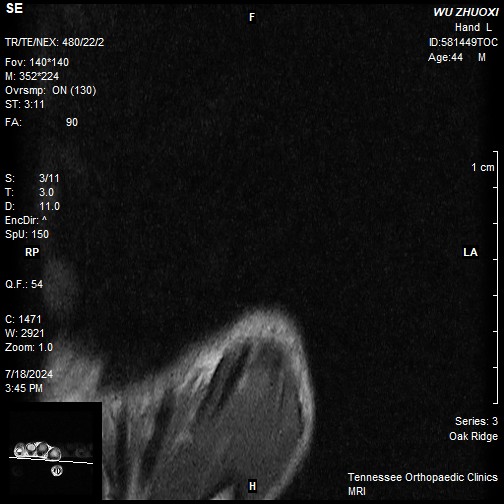 SE
F
WU ZHUOXI
Hand L
ID:581449TOC
Age:44 M
TR/TE/NEX: 480/22/2
Fov: 140*140
M: 352*224
Ovrsmp: ON (130)
ST: 3:11
FA: 90
1 cm
S: 3/11
T: 3.0
D: 11.0
EncDir: ^
SpU: 150
RP
LA
Q.F.: 54
C: 1471
W: 2921
Zoom: 1.0
7/18/2024
3:45 PM
Series: 3
Oak Ridge
H
Tennessee Orthopaedic Clinics
MRI